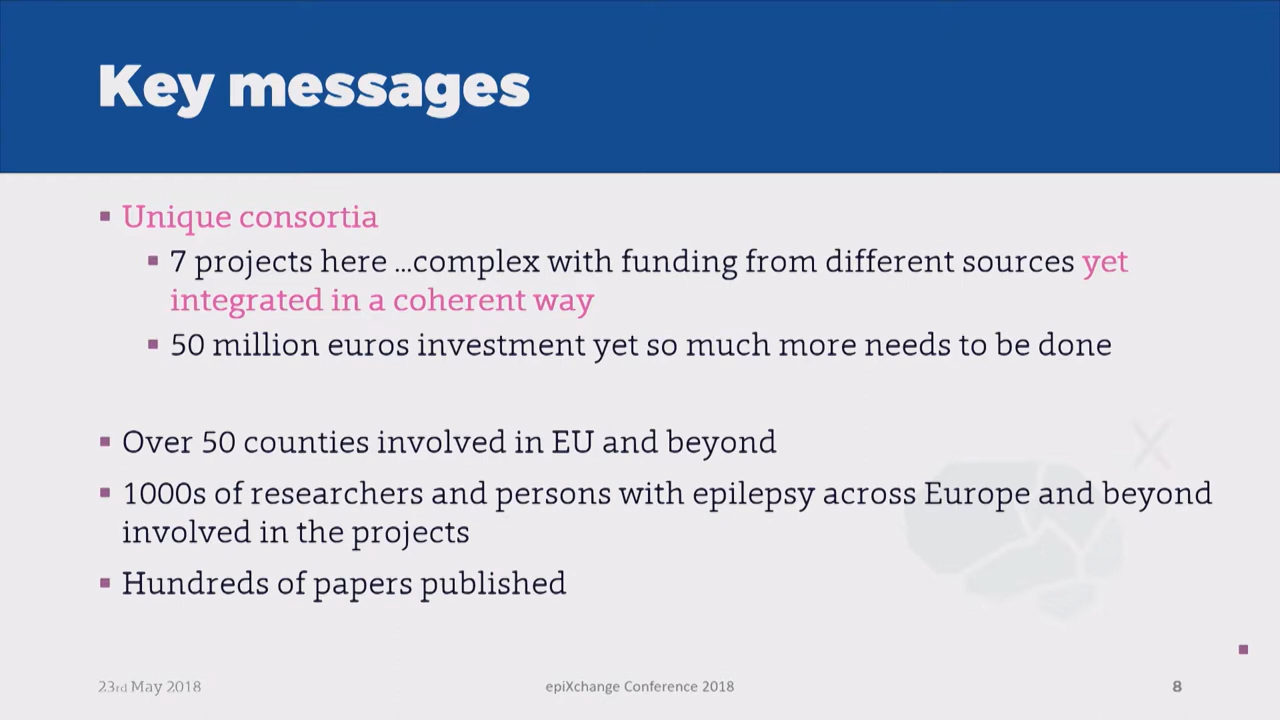 Key messages
Unique consortia
7 projects here ...complex with funding from different sources yet
integrated in a coherent way
50 million euros investment yet so much more needs to be done
Over 50 counties involved in EU and beyond
1000s of researchers and persons with epilepsy across Europe and beyond
involved in the projects
Hundreds of papers published
23rd May 2018
epiXchange Conference 2018
8